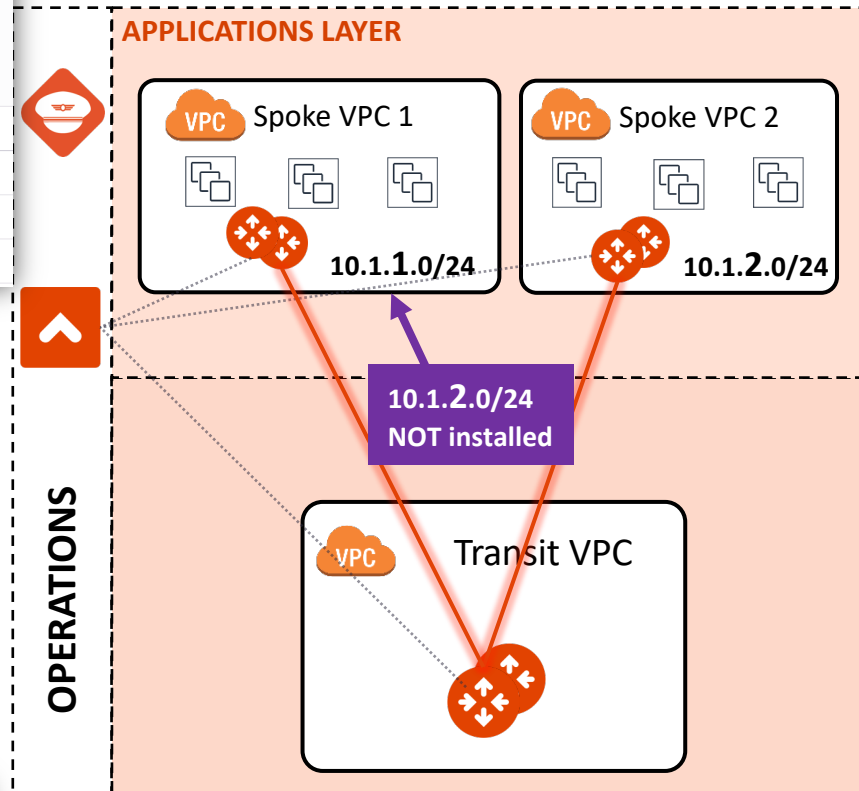 APPLICATIONS LAYER
VPC
Spoke VPC 1
10.1.1.0/24
VPC
Spoke VPC 2
10.1.2.0/24
10.1.2.0/24
NOT installed
OPERATIONS
VPC
Transit VPC